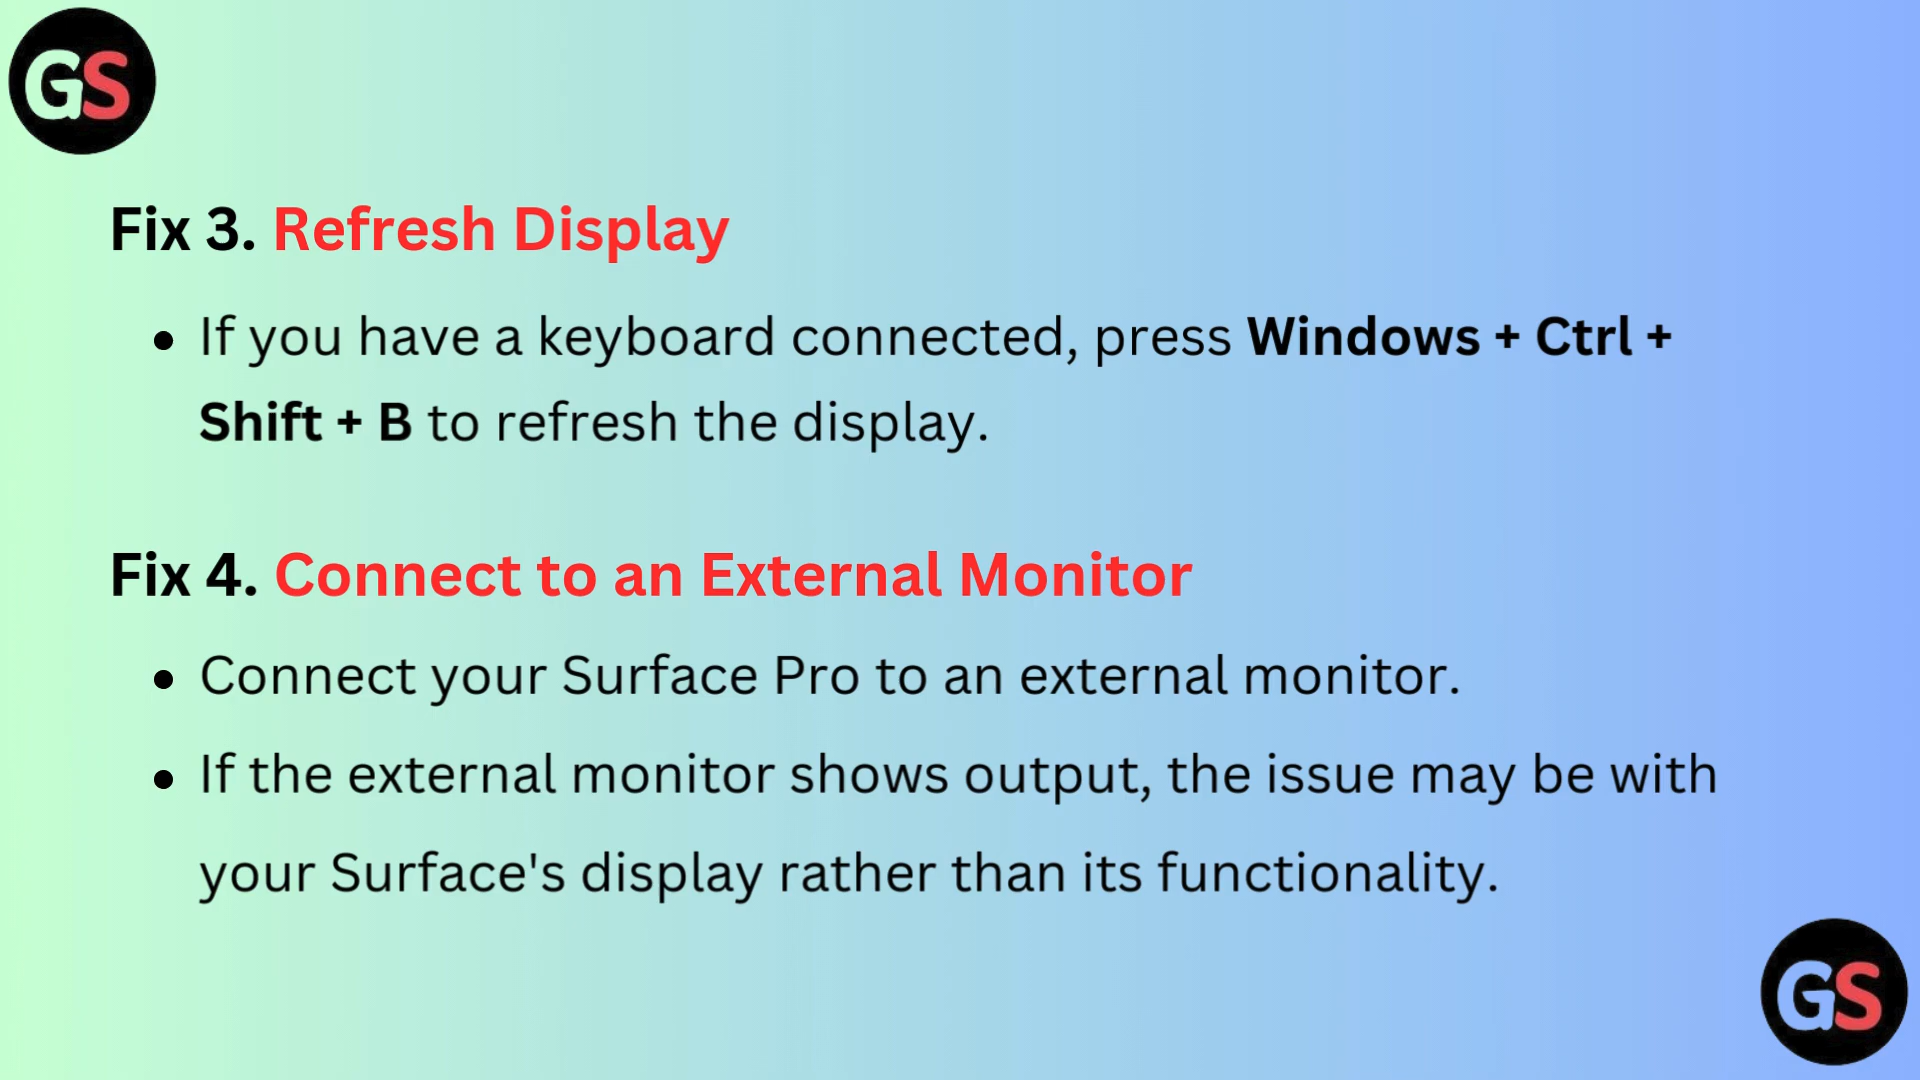 GS
Fix 3. Refresh Display
• If you have a keyboard connected, press Windows + Ctrl +
Shift + B to refresh the display.
Fix 4. Connect to an External Monitor
• Connect your Surface Pro to an external monitor.
• If the external monitor shows output, the issue may be with
your Surface's display rather than its functionality.
GS